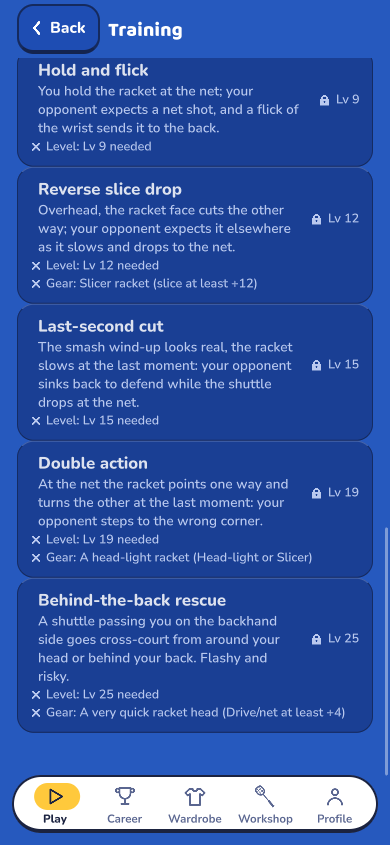 Back
Training
Hold and flick
You hold the racket at the net; your
opponent expects a net shot, and a flick of
the wrist sends it to the back.
Lv 9
Level: Lv 9 needed
Reverse slice drop
Overhead, the racket face cuts the other
way; your opponent expects it elsewhere
as it slows and drops to the net.
Lv 12
Level: Lv 12 needed
Gear: Slicer racket (slice at least +12)
Last-second cut
The smash wind-up looks real, the racket
slows at the last moment: your opponent
sinks back to defend while the shuttle
drops at the net.
Lv 15
Level: Lv 15 needed
Double action
At the net the racket points one way and
turns the other at the last moment: your
opponent steps to the wrong corner.
Lv 19
Level: Lv 19 needed
Gear: A head-light racket (Head-light or Slicer)
Behind-the-back rescue
A shuttle passing you on the backhand
side goes cross-court from around your
head or behind your back. Flashy and
risky.
Lv 25
Level: Lv 25 needed
Gear: A very quick racket head (Drive/net at least +4)
Play
Career
Wardrobe
Workshop
Profile